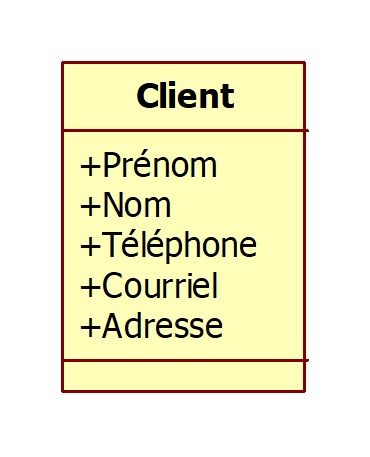 Client
+Prénom
+Nom
+Téléphone
+Courriel
+Adresse